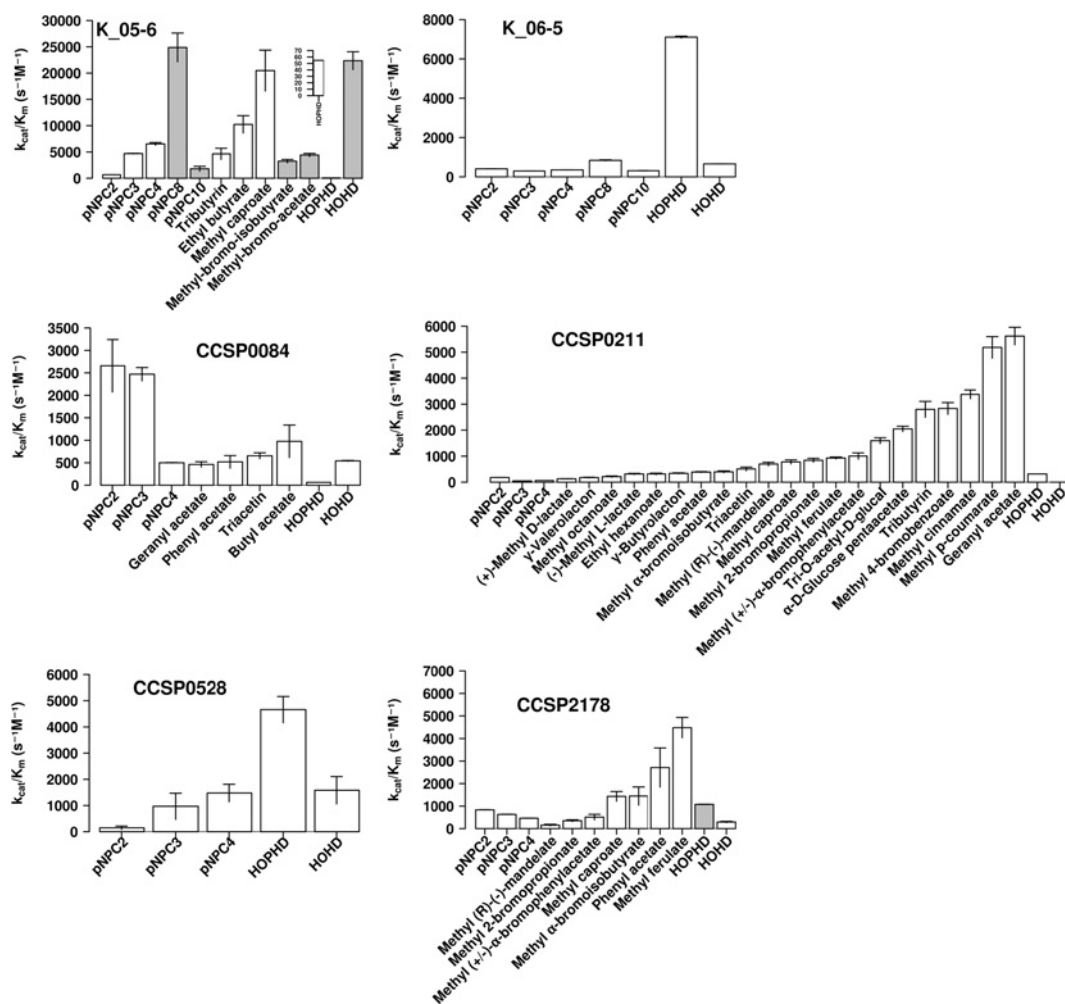 K_05-6
kcat/Km (s⁻¹M⁻¹)
30000
25000
20000
15000
10000
5000
0
70
60
50
40
30
20
10
0
HOPHD
pNPC2
pNPC3
pNPC4
pNPC8
pNPC10
Tributyrin
Ethyl butyrate
Methyl caproate
Methyl-bromo-isobutyrate
Methyl-bromo-acetate
HOPHD
HOHD
K_06-5
kcat/Km (s⁻¹M⁻¹)
8000
6000
4000
2000
0
pNPC2
pNPC3
pNPC4
pNPC8
pNPC10
HOPHD
HOHD
CCSP0084
kcat/Km (s⁻¹M⁻¹)
3500
3000
2500
2000
1500
1000
500
0
pNPC2
pNPC3
pNPC4
Geranyl acetate
Phenyl acetate
Triacetin
Butyl acetate
HOPHD
HOHD
CCSP0211
kcat/Km (s⁻¹M⁻¹)
6000
5000
4000
3000
2000
1000
0
pNPC2
pNPC3
pNPC4
(+)-Methyl D-lactate
γ-Valerolacton
Methyl octanoate
(-)-Methyl L-lactate
Ethyl hexanoate
γ-Butyrolacton
Phenyl acetate
Methyl α-bromoisobutyrate
Triacetin
Methyl (R)-(-)-mandelate
Methyl caproate
Methyl 2-bromopropionate
Methyl ferulate
Methyl (+/-)-α-bromophenylacetate
Tri-O-acetyl-D-glucal
α-D-Glucose pentaacetate
Tributyrin
Methyl 4-bromobenzoate
Methyl cinnamate
Methyl p-coumarate
Geranyl acetate
HOPHD
HOHD
CCSP0528
kcat/Km (s⁻¹M⁻¹)
6000
5000
4000
3000
2000
1000
0
pNPC2
pNPC3
pNPC4
HOPHD
HOHD
CCSP2178
kcat/Km (s⁻¹M⁻¹)
7000
6000
5000
4000
3000
2000
1000
0
pNPC2
pNPC3
pNPC4
Methyl (R)-(-)-mandelate
Methyl 2-bromopropionate
Methyl (+/-)-α-bromophenylacetate
Methyl caproate
Methyl α-bromoisobutyrate
Phenyl acetate
Methyl ferulate
HOPHD
HOHD